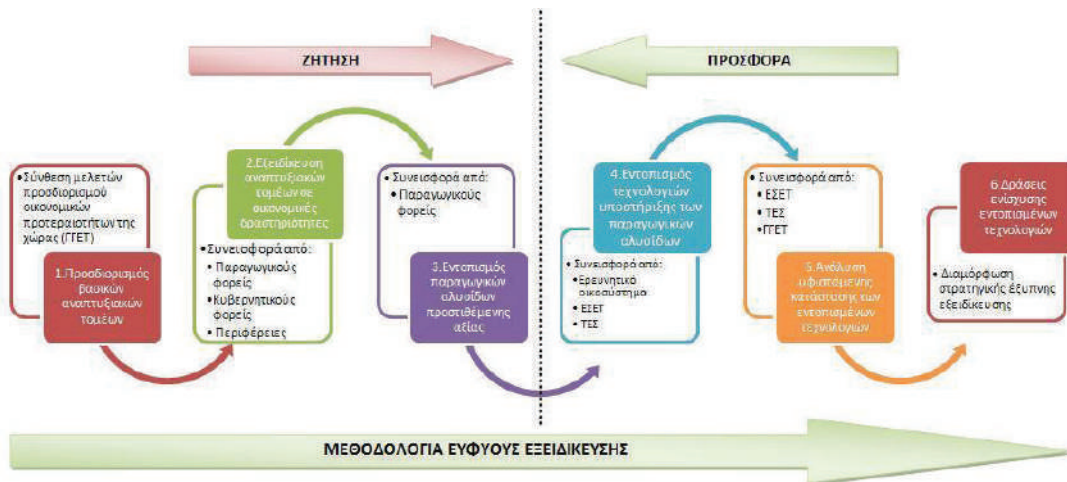 ΖΗΤΗΣΗ
ΠΡΟΣΦΟΡΑ
•Σύνθεση μελετών
προσδιορισμού
οικονομικών
προτεραιοτήτων της
χώρας (ΓΓΕΤ)
1.Προσδιορισμός
βασικών
αναπτυξιακών
τομέων
2.Εξειδίκευση
αναπτυξιακών
τομέων σε
οικονομικές
δραστηριότητες
•Συνεισφορά από:
• Παραγωγικούς
φορείς
•Κυβερνητικούς
φορείς
• Περιφέρειες
• Συνεισφορά από:
• Παραγωγικούς
φορείς
3.Εντοπισμός
παραγωγικών
αλυσίδων
προστιθέμενης
αξίας
4.Εντοπισμός
τεχνολογιών
υποστήριξης των
παραγωγικών
αλυσίδων
• Συνεισφορά από:
•Ερευνητικό
οικοσύστημα
• ΕΣΕΤ
• ΤΕΣ
• Συνεισφορά από:
• ΕΣΕΤ
• ΤΕΣ
•ΓΓΕΤ
5.Ανάλυση
υφιστάμενης
κατάστασης των
εντοπισμένων
τεχνολογιών
6.Δράσεις
ενίσχυσης
εντοπισμένων
τεχνολογιών
• Διαμόρφωση
στρατηγικής έξυπνης
εξειδίκευσης
ΜΕΘΟΔΟΛΟΓΙΑ ΕΥΦΥΟΥΣ ΕΞΕΙΔΙΚΕΥΣΗΣ